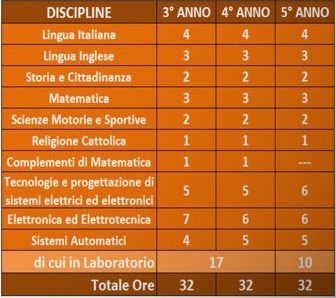 DISCIPLINE 3° ANNO 4° ANNO 5° ANNO
Lingua Italiana 4 4 4
Lingua Inglese 3 3 3
Storia e Cittadinanza 2 2 2
Matematica 3 3 3
Scienze Motorie e Sportive 2 2 2
Religione Cattolica 1 1 1
Complementi di Matematica 1 1 ---
Tecnologie e progettazione di
sistemi elettrici ed elettronici 5 5 6
Elettronica ed Elettrotecnica 7 6 6
Sistemi Automatici 4 5 5
di cui in Laboratorio 17 10
Totale Ore 32 32 32